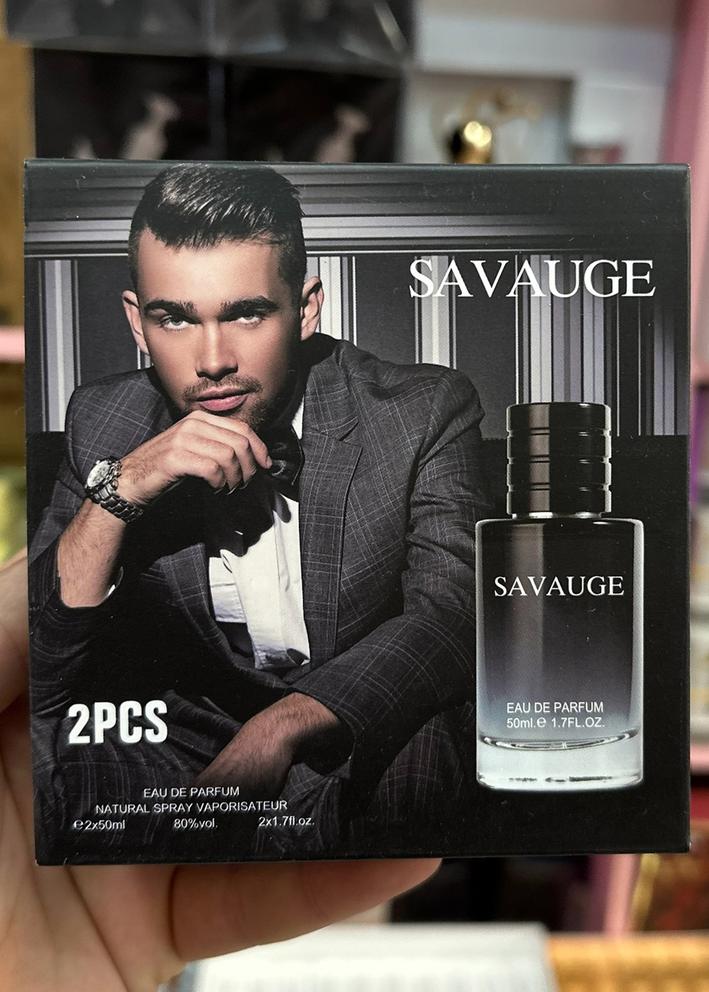 SAVAUGE
SAVAUGE
EAU DE PARFUM
50ml.℮ 1.7FL.OZ.
2PCS
EAU DE PARFUM
NATURAL SPRAY VAPORISATEUR
℮2x50ml 80%vol. 2x1.7fl.oz.